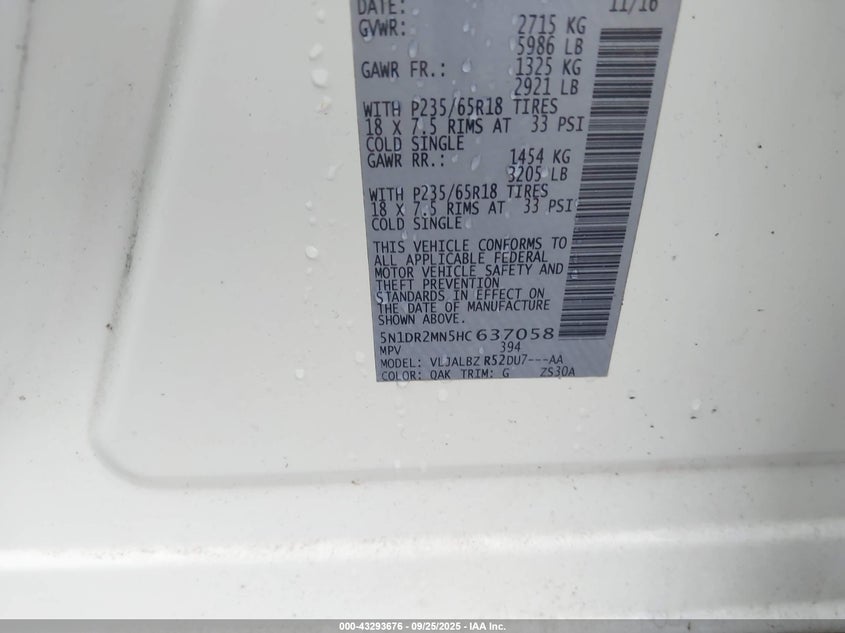 DATE: 11/16
GVWR: 2715 KG
5986 LB
GAWR FR.: 1325 KG
2921 LB
WITH P235/65R18 TIRES
18 X 7.5 RIMS AT 33 PSI
COLD SINGLE
GAWR RR.: 1454 KG
3205 LB
WITH P235/65R18 TIRES
18 X 7.5 RIMS AT 33 PSI
COLD SINGLE
THIS VEHICLE CONFORMS TO
ALL APPLICABLE FEDERAL
MOTOR VEHICLE SAFETY AND
THEFT PREVENTION
STANDARDS IN EFFECT ON
THE DATE OF MANUFACTURE
SHOWN ABOVE.
5N1DR2MN5HC637058
MPV 394
MODEL: VLJALBZ R52DU7---AA
COLOR: QAK TRIM: G ZS30A
000-43293676 - 09/25/2025 - IAA Inc.